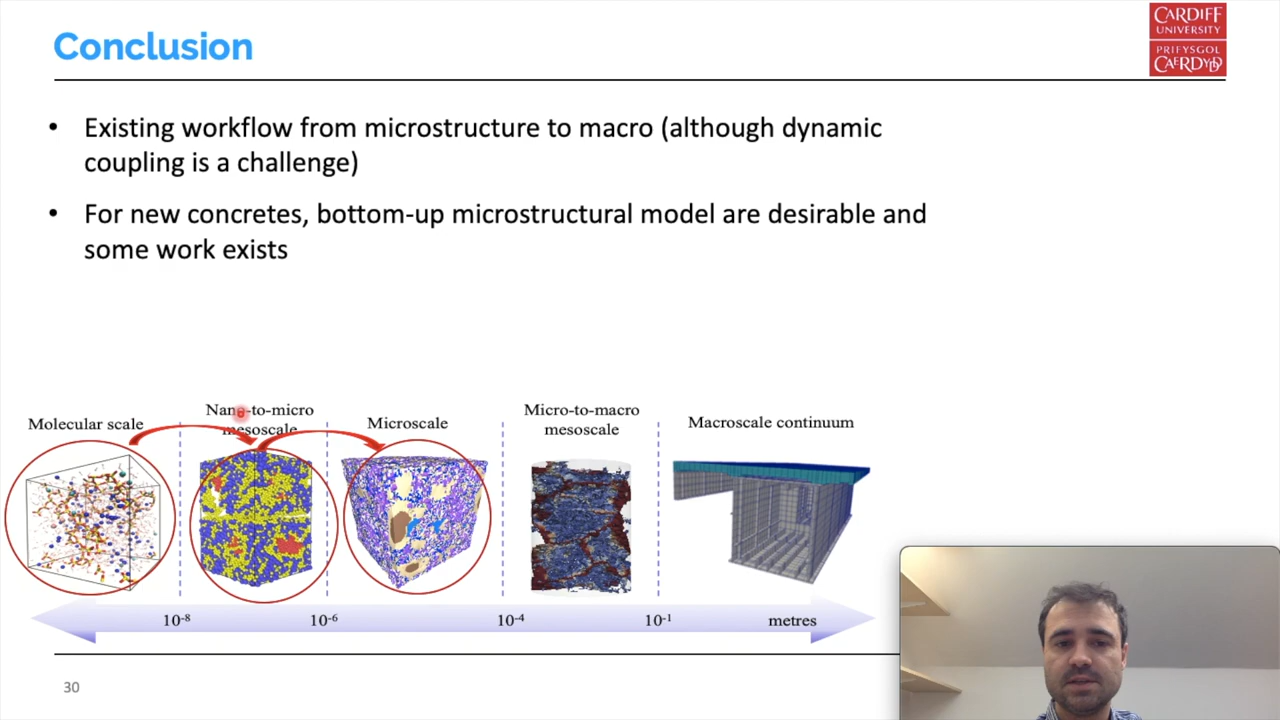 Conclusion
CARDIFF
UNIVERSITY
PRIFYSGOL
CAERDYDD
• Existing workflow from microstructure to macro (although dynamic
coupling is a challenge)
• For new concretes, bottom-up microstructural model are desirable and
some work exists
Molecular scale
Nano-to-micro
mesoscale
Microscale
Micro-to-macro
mesoscale
Macroscale continuum
10-8
10-6
10-4
10-1
metres
30